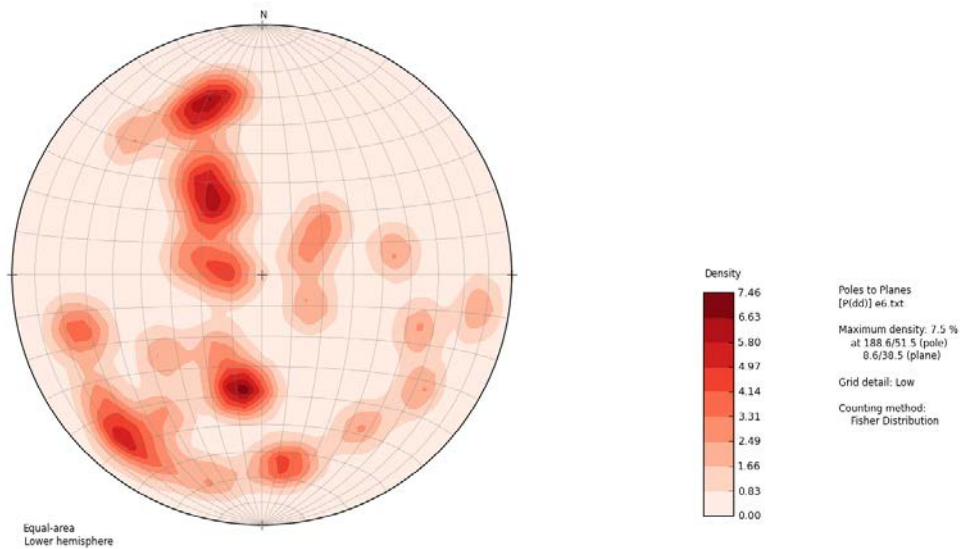 N
Density
7.46
6.63
5.80
4.97
4.14
3.31
2.49
1.66
0.83
0.00
Poles to Planes
[P(dd)] e6.txt
Maximum density: 7.5 %
at 188.6/51.5 (pole)
8.6/38.5 (plane)
Grid detail: Low
Counting method:
Fisher Distribution
Equal-area
Lower hemisphere